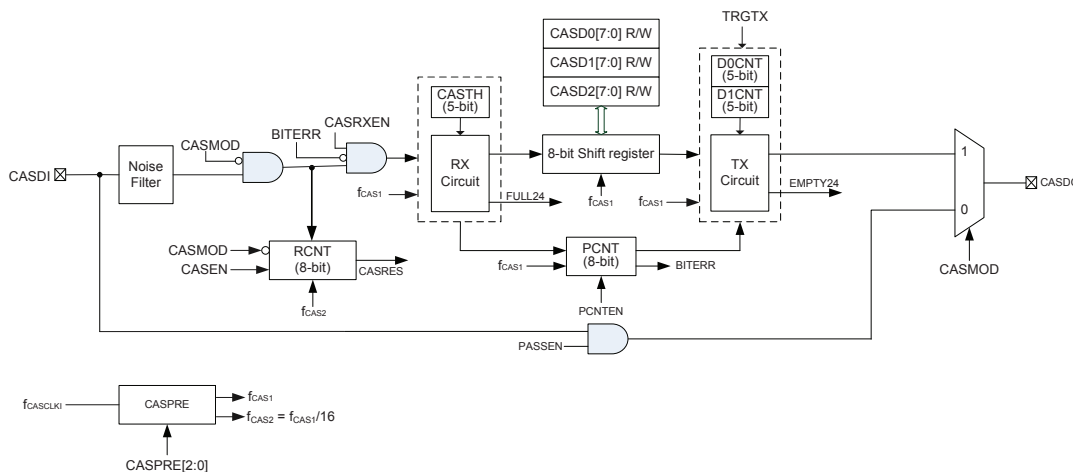 TRGTX
CASD0[7:0] R/W
CASD1[7:0] R/W
CASD2[7:0] R/W
D0CNT
(5-bit)
D1CNT
(5-bit)
CASTH
(5-bit)
CASRXEN
BITERR
CASMOD
CASDI
Noise
Filter
RX
Circuit
8-bit Shift register
TX
Circuit
1
0
CASDO
fCAS1
FULL24
fCAS1
fCAS1
EMPTY24
CASMOD
CASEN
RCNT
(8-bit)
CASRES
fCAS2
fCAS1
PCNT
(8-bit)
BITERR
PCNTEN
CASMOD
PASSEN
fCASCLKI
CASPRE
fCAS1
fCAS2 = fCAS1/16
CASPRE[2:0]